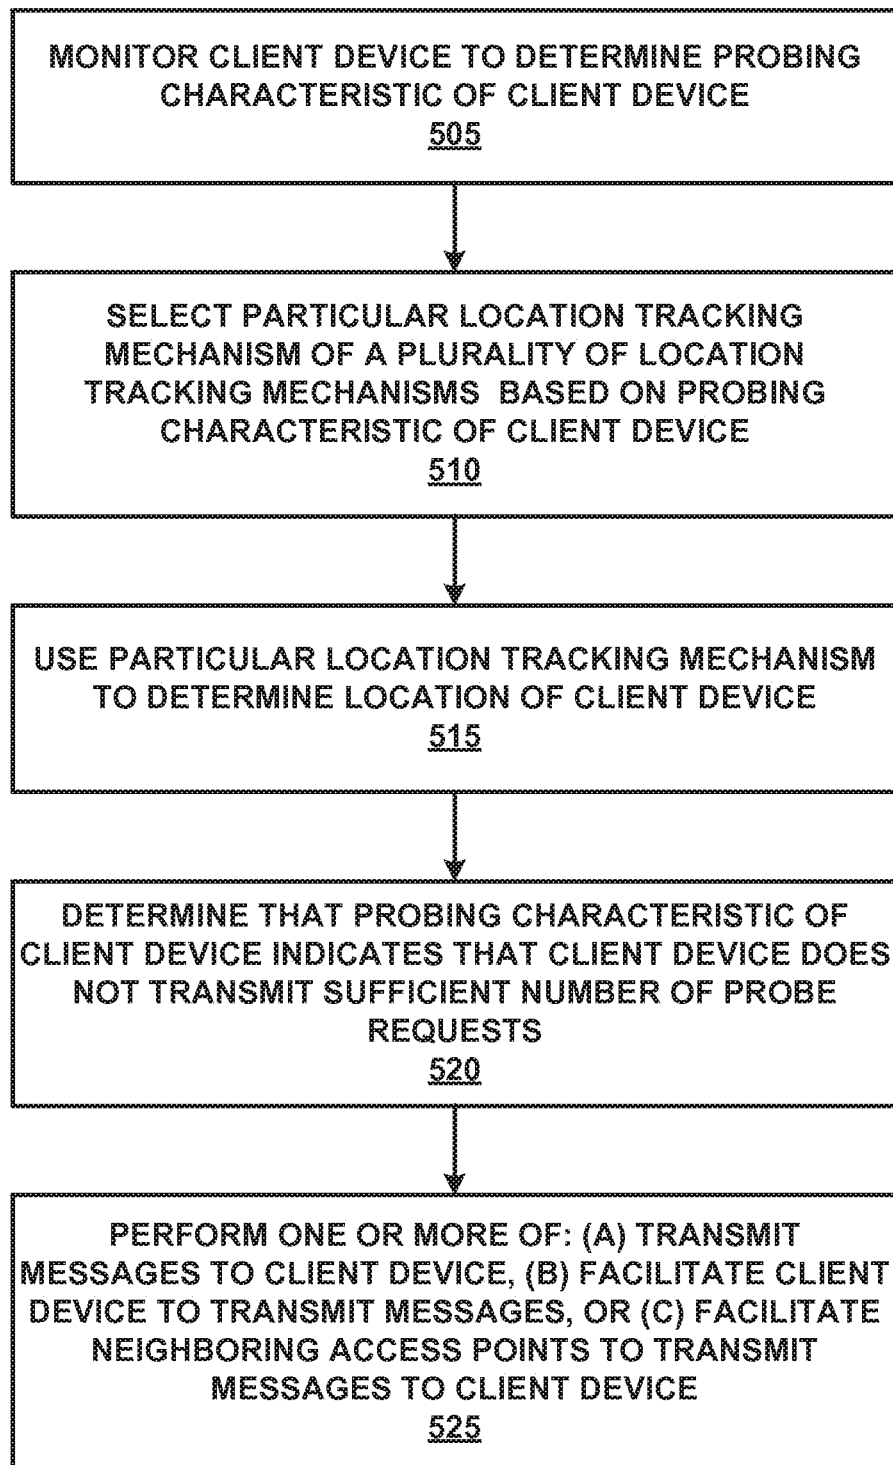 MONITOR CLIENT DEVICE TO DETERMINE PROBING
CHARACTERISTIC OF CLIENT DEVICE
505
SELECT PARTICULAR LOCATION TRACKING
MECHANISM OF A PLURALITY OF LOCATION
TRACKING MECHANISMS BASED ON PROBING
CHARACTERISTIC OF CLIENT DEVICE
510
USE PARTICULAR LOCATION TRACKING MECHANISM
TO DETERMINE LOCATION OF CLIENT DEVICE
515
DETERMINE THAT PROBING CHARACTERISTIC OF
CLIENT DEVICE INDICATES THAT CLIENT DEVICE DOES
NOT TRANSMIT SUFFICIENT NUMBER OF PROBE
REQUESTS
520
PERFORM ONE OR MORE OF: (A) TRANSMIT
MESSAGES TO CLIENT DEVICE, (B) FACILITATE CLIENT
DEVICE TO TRANSMIT MESSAGES, OR (C) FACILITATE
NEIGHBORING ACCESS POINTS TO TRANSMIT
MESSAGES TO CLIENT DEVICE
525